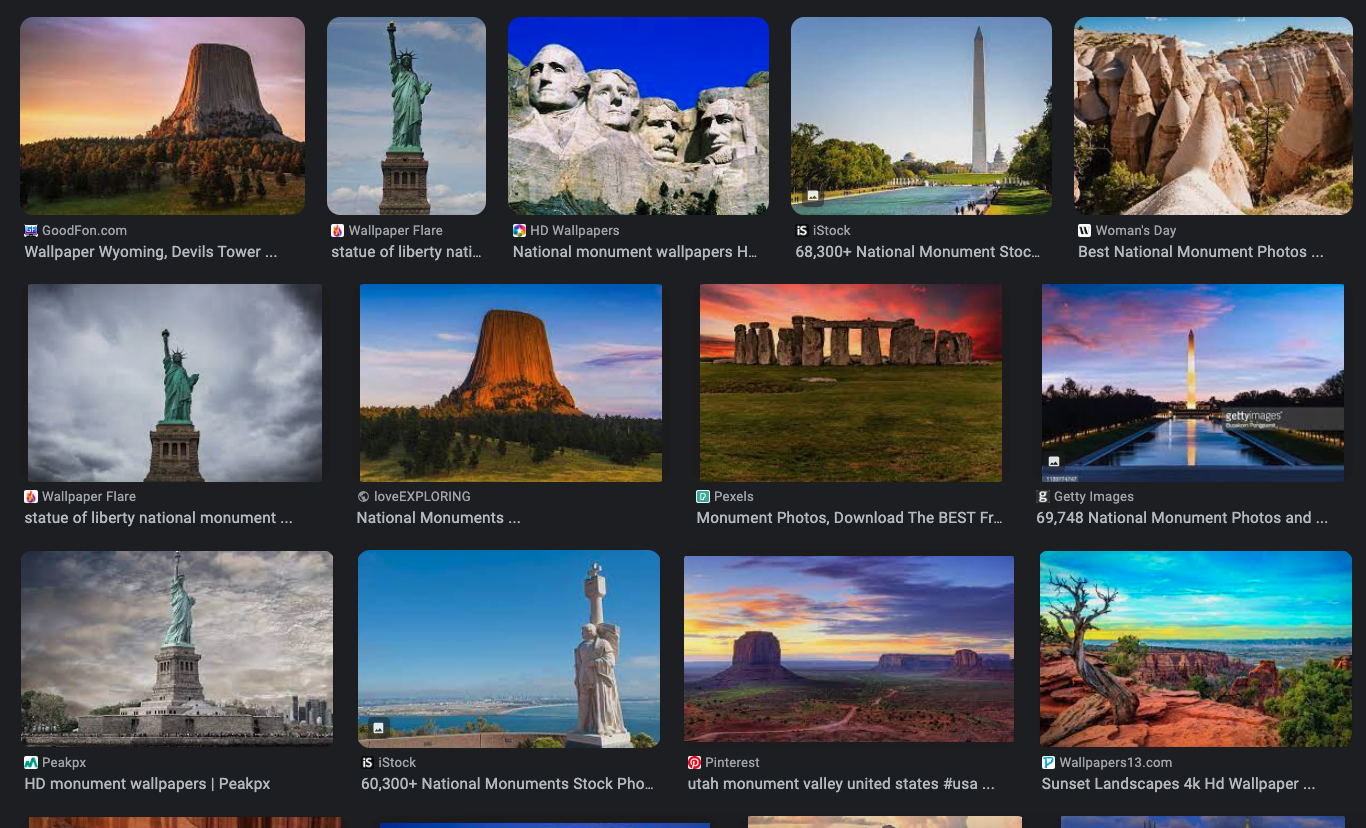 GoodFon.com
Wallpaper Wyoming, Devils Tower ...
Wallpaper Flare
statue of liberty nati...
HD Wallpapers
National monument wallpapers H...
iS iStock
68,300+ National Monument Stoc...
Woman's Day
Best National Monument Photos ...
gettyimages
Wallpaper Flare
statue of liberty national monument ...
loveEXPLORING
National Monuments ...
Pexels
Monument Photos, Download The BEST Fr...
Getty Images
69,748 National Monument Photos and ...
Peakpx
HD monument wallpapers | Peakpx
iS iStock
60,300+ National Monuments Stock Pho...
Pinterest
utah monument valley united states #usa ...
Wallpapers13.com
Sunset Landscapes 4k Hd Wallpaper ...